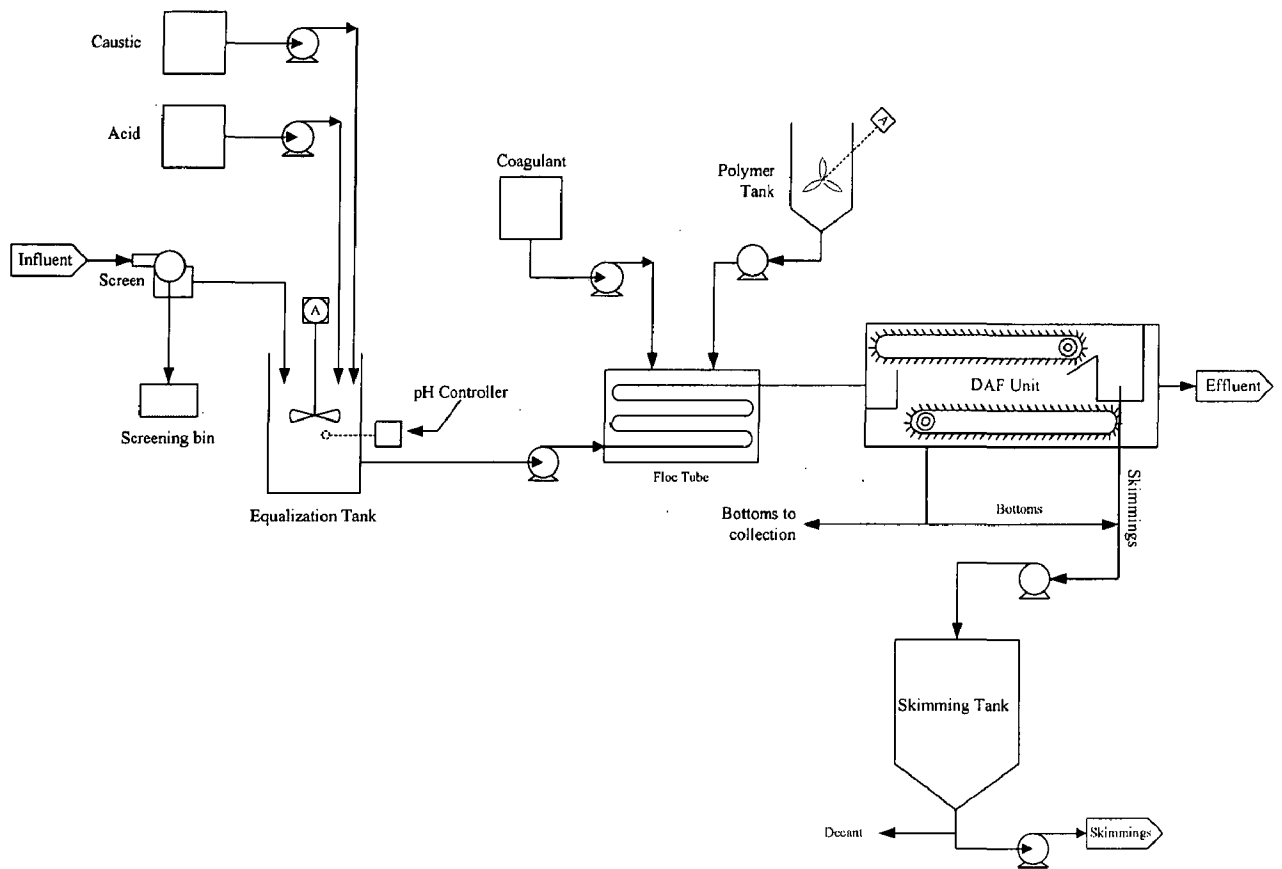 Caustic
Acid
Influent
Screen
Screening bin
A
pH Controller
Equalization Tank
Coagulant
Polymer
Tank
A
Floc Tube
DAF Unit
Effluent
Skimmings
Bottoms
Bottoms to
collection
Skimming Tank
Decant
Skimmings